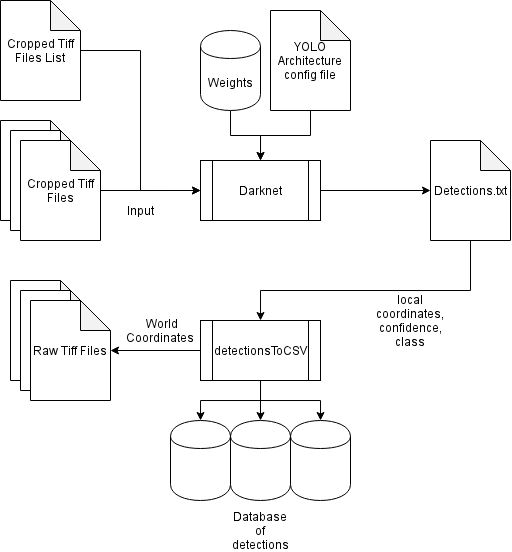 Cropped Tiff
Files List
Weights
YOLO
Architecture
config file
Cropped Tiff
Files
Input
Darknet
Detections.txt
local
coordinates,
confidence,
class
World
Coordinates
Raw Tiff Files
detectionsToCSV
Database
of
detections